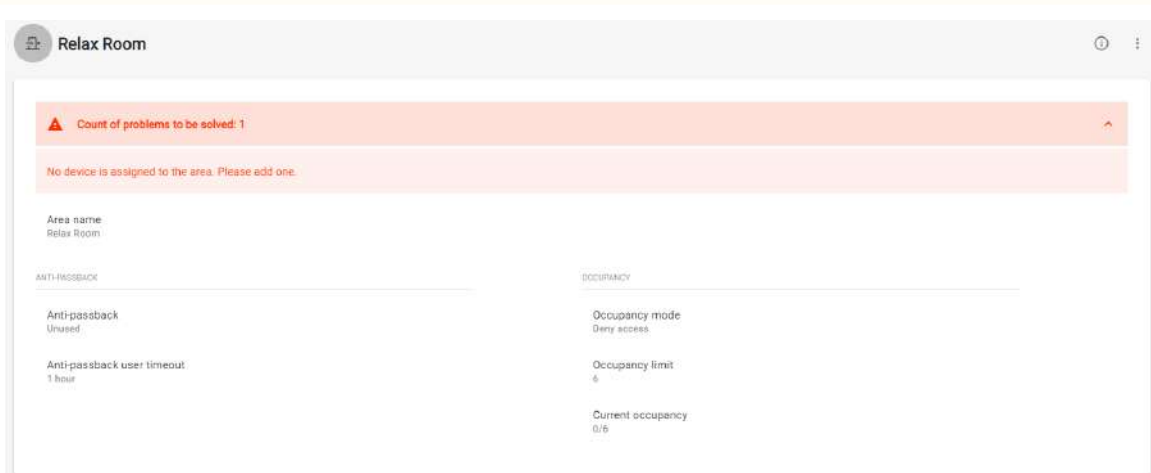 Relax Room
Count of problems to be solved: 1
No device is assigned to the area. Please add one.
Area name
Relax Room
ANTI-PASSBACK
Anti-passback
Unused
Anti-passback user timeout
1 hour
OCCUPANCY
Occupancy mode
Deny access
Occupancy limit
6
Current occupancy
0/6